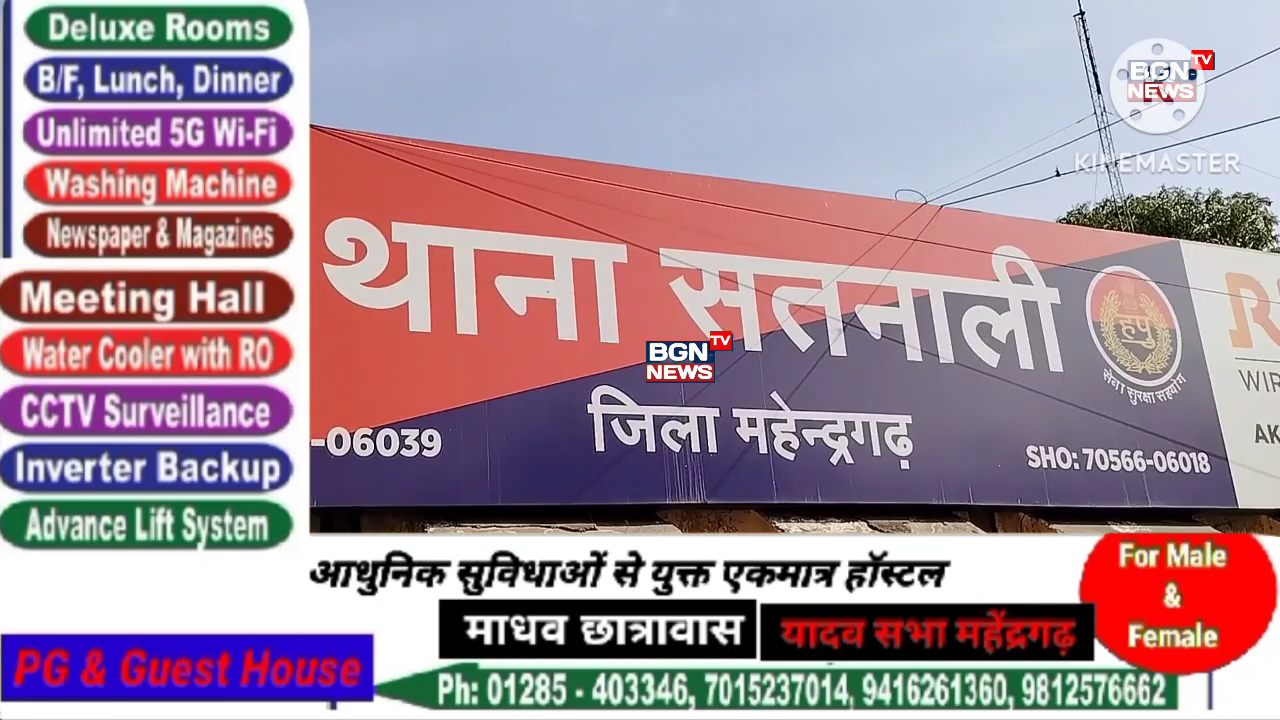 Deluxe Rooms
B/F, Lunch, Dinner
Unlimited 5G Wi-Fi
Washing Machine
Newspaper & Magazines
Meeting Hall
Water Cooler with RO
CCTV Surveillance
Inverter Backup
Advance Lift System
BGN TV
NEWS
KINEMASTER
थाना सतनाली
BGN TV
NEWS
जिला महेन्द्रगढ़
-06039
SHO: 70566-06018
हपु
सेवा सुरक्षा सहयोग
WIR
AK
आधुनिक सुविधाओं से युक्त एकमात्र हॉस्टल
माधव छात्रावास
यादव सभा महेंद्रगढ़
For Male
&
Female
PG & Guest House
Ph: 01285 - 403346, 7015237014, 9416261360, 9812576662